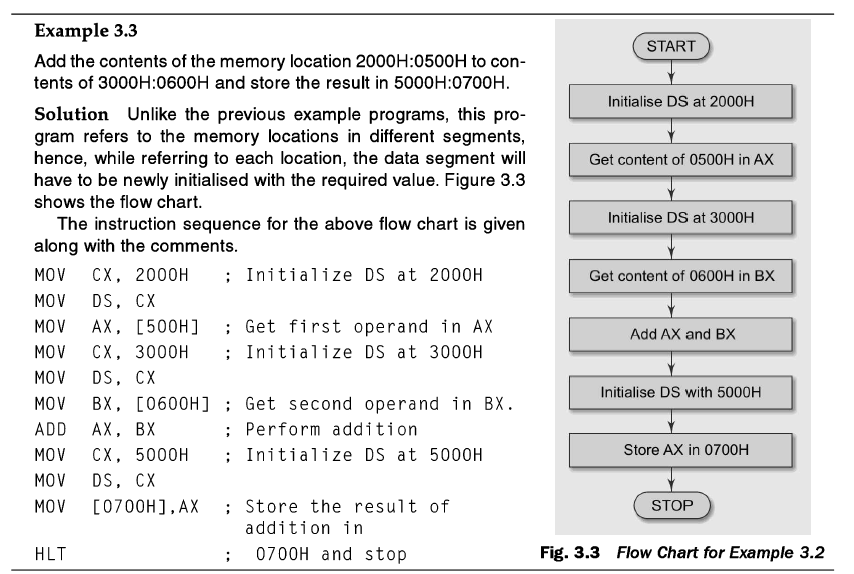 Example 3.3
Add the contents of the memory location 2000H:0500H to con-
tents of 3000H:0600H and store the result in 5000H:0700H.
Solution Unlike the previous example programs, this pro-
gram refers to the memory locations in different segments,
hence, while referring to each location, the data segment will
have to be newly initialised with the required value. Figure 3.3
shows the flow chart.
The instruction sequence for the above flow chart is given
along with the comments.
MOV CX, 2000H ; Initialize DS at 2000H
MOV DS, CX
MOV AX, [500H] ; Get first operand in AX
MOV CX, 3000H ; Initialize DS at 3000H
MOV DS, CX
MOV BX, [0600H] ; Get second operand in BX.
ADD AX, BX ; Perform addition
MOV CX, 5000H ; Initialize DS at 5000H
MOV DS, CX
MOV [0700H],AX ; Store the result of
addition in
HLT ; 0700H and stop
START
Initialise DS at 2000H
Get content of 0500H in AX
Initialise DS at 3000H
Get content of 0600H in BX
Add AX and BX
Initialise DS with 5000H
Store AX in 0700H
STOP
Fig. 3.3 Flow Chart for Example 3.2